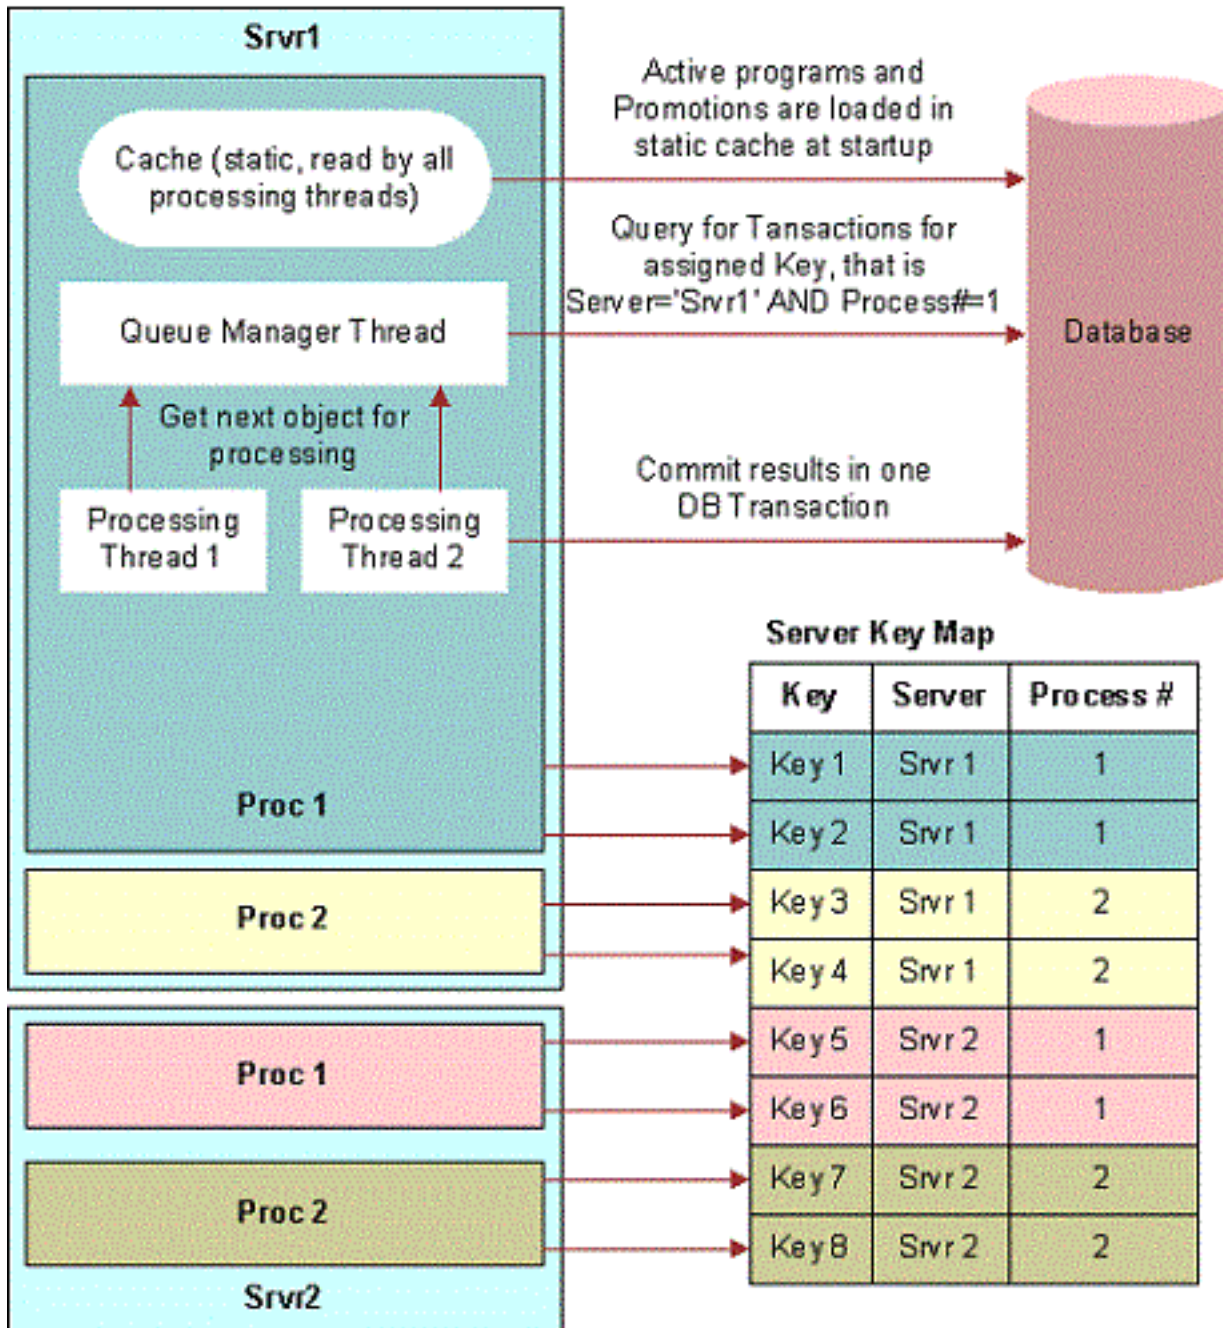 Srvr1
Cache (static, read by all
processing threads)
Queue Manager Thread
Get next object for
processing
Processing
Thread 1
Processing
Thread 2
Proc 1
Proc 2
Proc 1
Proc 2
Srvr2
Active programs and
Promotions are loaded in
static cache at startup
Query for Tansactions for
assigned Key, that is
Server='Srvr1' AND Process#=1
Commit results in one
DB Transaction
Database
Server Key Map
Key Server Process #
Key 1 Srvr 1 1
Key 2 Srvr 1 1
Key 3 Srvr 1 2
Key 4 Srvr 1 2
Key 5 Srvr 2 1
Key 6 Srvr 2 1
Key 7 Srvr 2 2
Key 8 Srvr 2 2